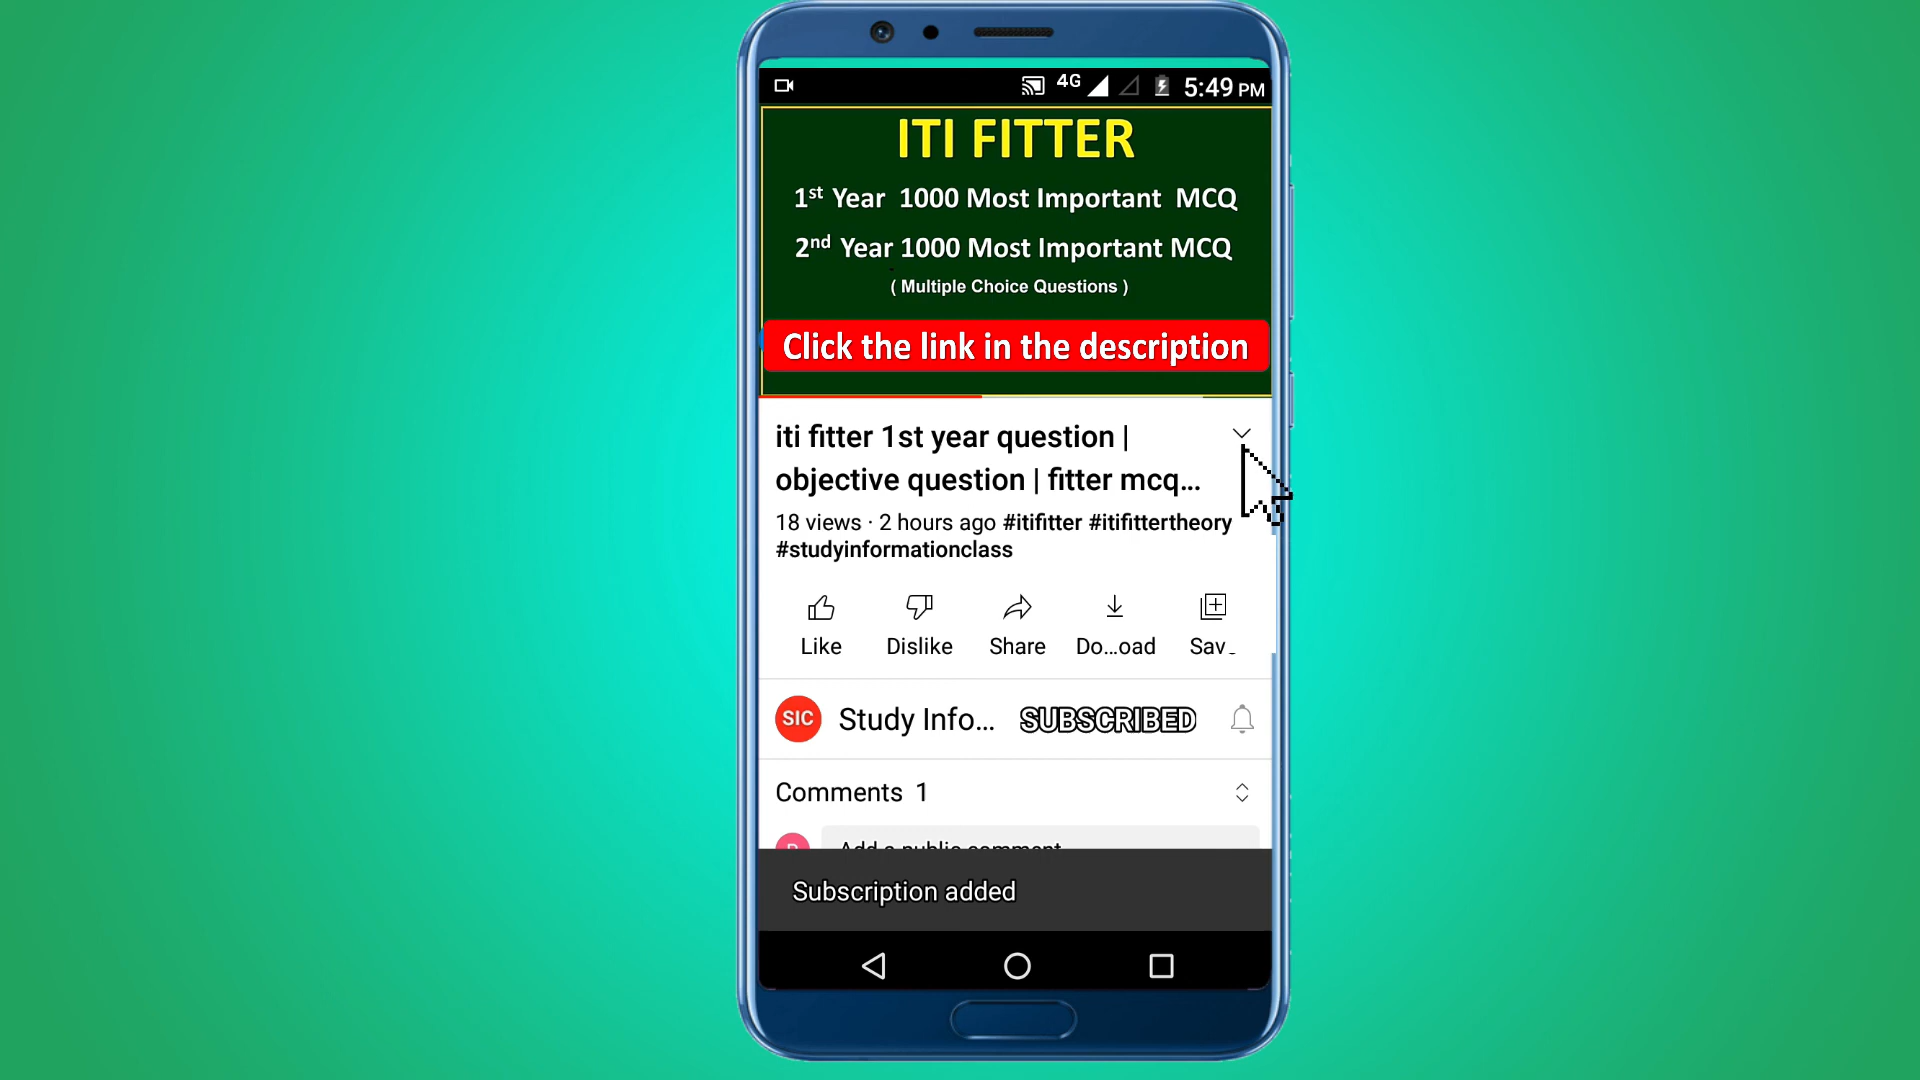 4G 5:49 PM
ITI FITTER
1st Year 1000 Most Important MCQ
2nd Year 1000 Most Important MCQ
( Multiple Choice Questions )
Click the link in the description
iti fitter 1st year question |
objective question | fitter mcq...
18 views · 2 hours ago #itifitter #itifittertheory
#studyinformationclass
Like Dislike Share Do...oad Sav
SIC Study Info... SUBSCRIBED
Comments 1
Add a public comment
Subscription added